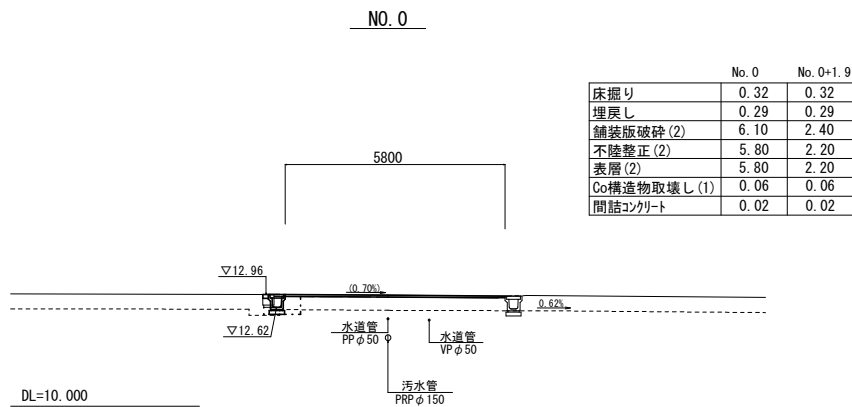 NO.0
No.0 No.0+1.9
床掘り 0.32 0.32
埋戻し 0.29 0.29
舗装版破砕(2) 6.10 2.40
不陸整正(2) 5.80 2.20
表層(2) 5.80 2.20
Co構造物取壊し(1) 0.06 0.06
間詰コンクリート 0.02 0.02
5800
▽12.96
(0.70%)
0.62%
▽12.62
水道管
PPφ50
水道管
VPφ50
汚水管
PRPφ150
DL=10.000